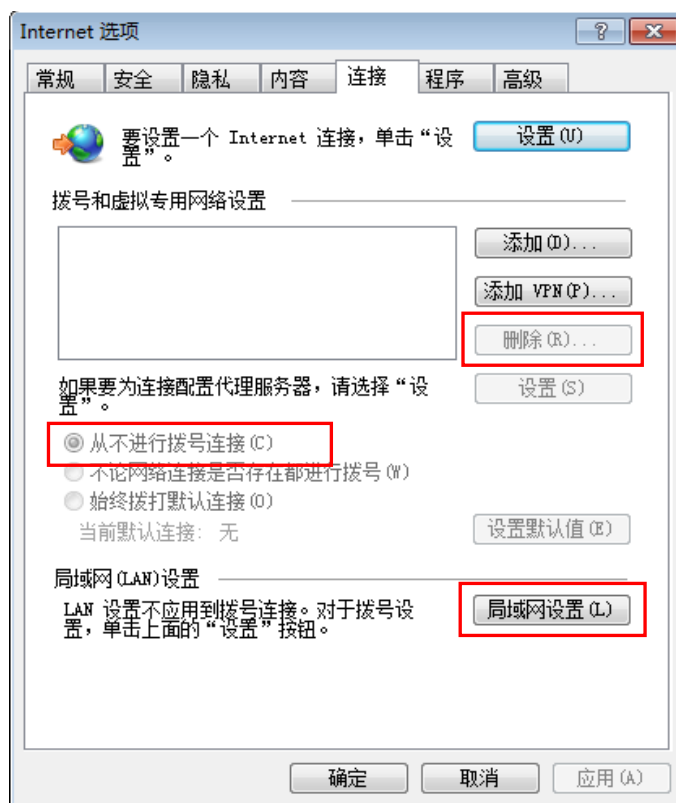 Internet 选项
常规 安全 隐私 内容 连接 程序 高级
要设置一个 Internet 连接，单击“设
置”。
设置(U)
拨号和虚拟专用网络设置
添加(D)...
添加 VPN(P)...
删除(R)...
如果要为连接配置代理服务器，请选择“设
置”。
设置(S)
从不进行拨号连接(C)
不论网络连接是否存在都进行拨号(W)
始终拨打默认连接(O)
当前默认连接: 无
设置默认值(E)
局域网(LAN)设置
LAN 设置不应用到拨号连接。对于拨号设
置，单击上面的“设置”按钮。
局域网设置(L)
确定 取消 应用(A)